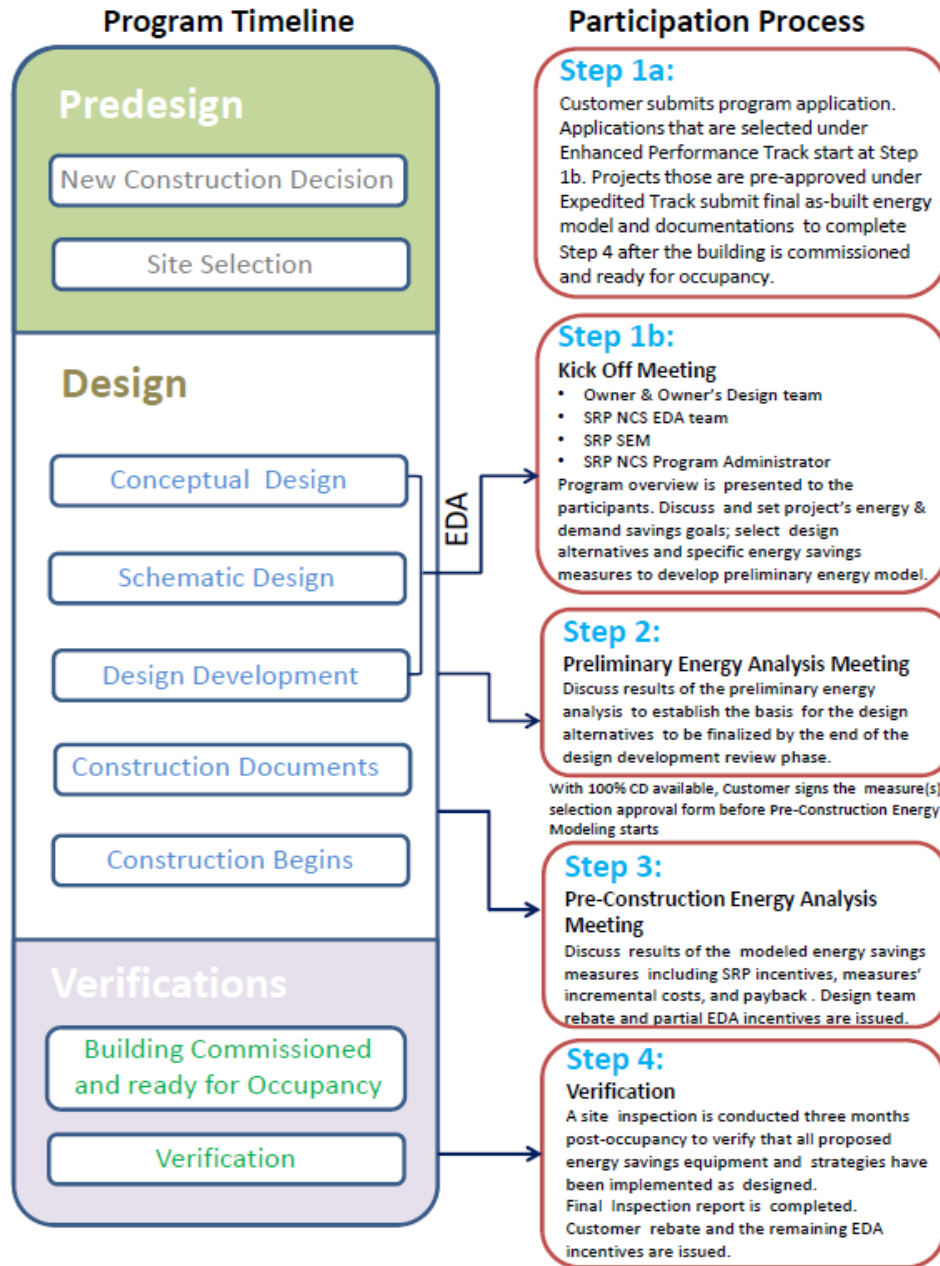 Program Timeline
Predesign
New Construction Decision
Site Selection
Design
Conceptual Design
Schematic Design
Design Development
Construction Documents
Construction Begins
Verifications
Building Commissioned
and ready for Occupancy
Verification
EDA
Participation Process
Step 1a:
Customer submits program application.
Applications that are selected under
Enhanced Performance Track start at Step
1b. Projects those are pre-approved under
Expedited Track submit final as-built energy
model and documentations to complete
Step 4 after the building is commissioned
and ready for occupancy.
Step 1b:
Kick Off Meeting
• Owner & Owner's Design team
• SRP NCS EDA team
• SRP SEM
• SRP NCS Program Administrator
Program overview is presented to the
participants. Discuss and set project's energy &
demand savings goals; select design
alternatives and specific energy savings
measures to develop preliminary energy model.
Step 2:
Preliminary Energy Analysis Meeting
Discuss results of the preliminary energy
analysis to establish the basis for the design
alternatives to be finalized by the end of the
design development review phase.
With 100% CD available, Customer signs the measure(s)
selection approval form before Pre-Construction Energy
Modeling starts
Step 3:
Pre-Construction Energy Analysis
Meeting
Discuss results of the modeled energy savings
measures including SRP incentives, measures'
incremental costs, and payback . Design team
rebate and partial EDA incentives are issued.
Step 4:
Verification
A site inspection is conducted three months
post-occupancy to verify that all proposed
energy savings equipment and strategies have
been implemented as designed.
Final Inspection report is completed.
Customer rebate and the remaining EDA
incentives are issued.